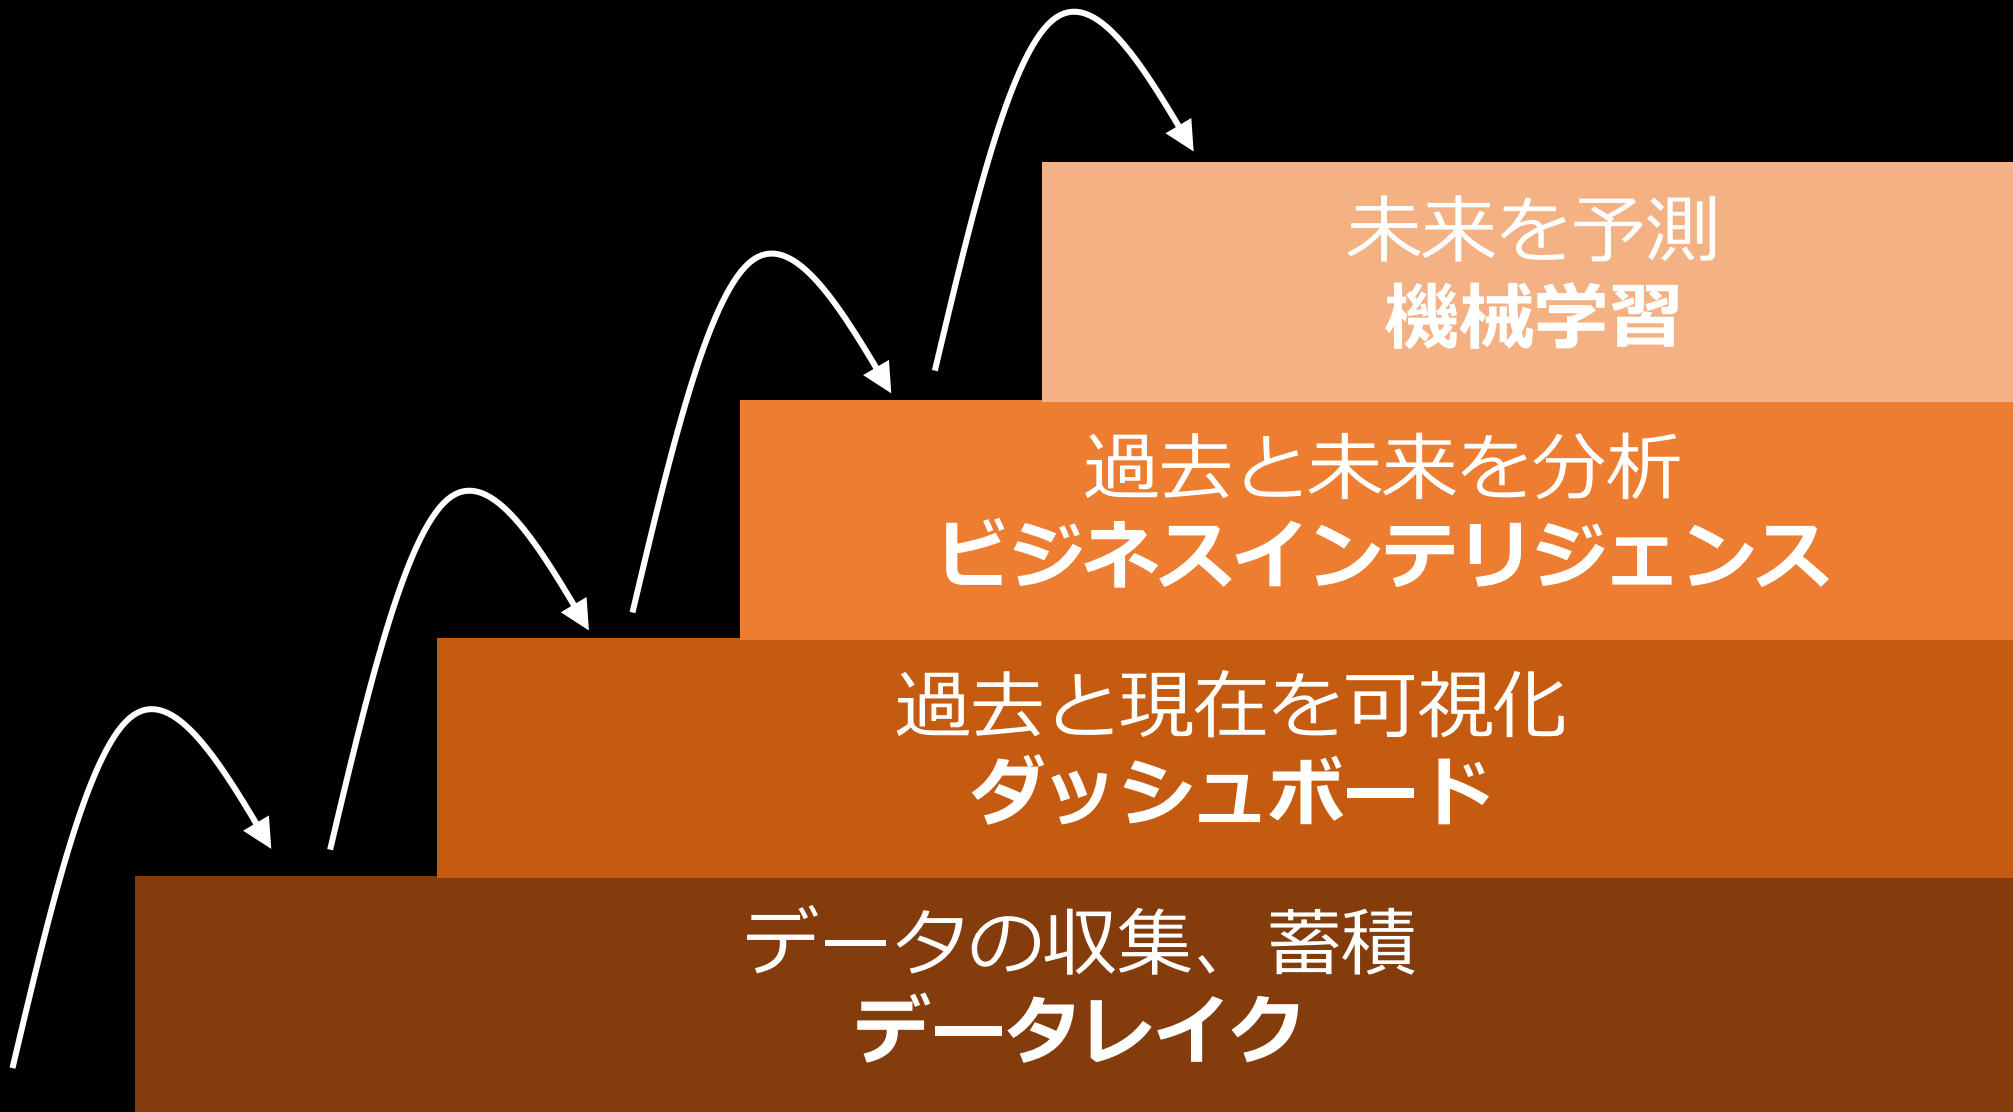 未来を予測
機械学習
過去と未来を分析
ビジネスインテリジェンス
過去と現在を可視化
ダッシュボード
データの収集、蓄積
データレイク